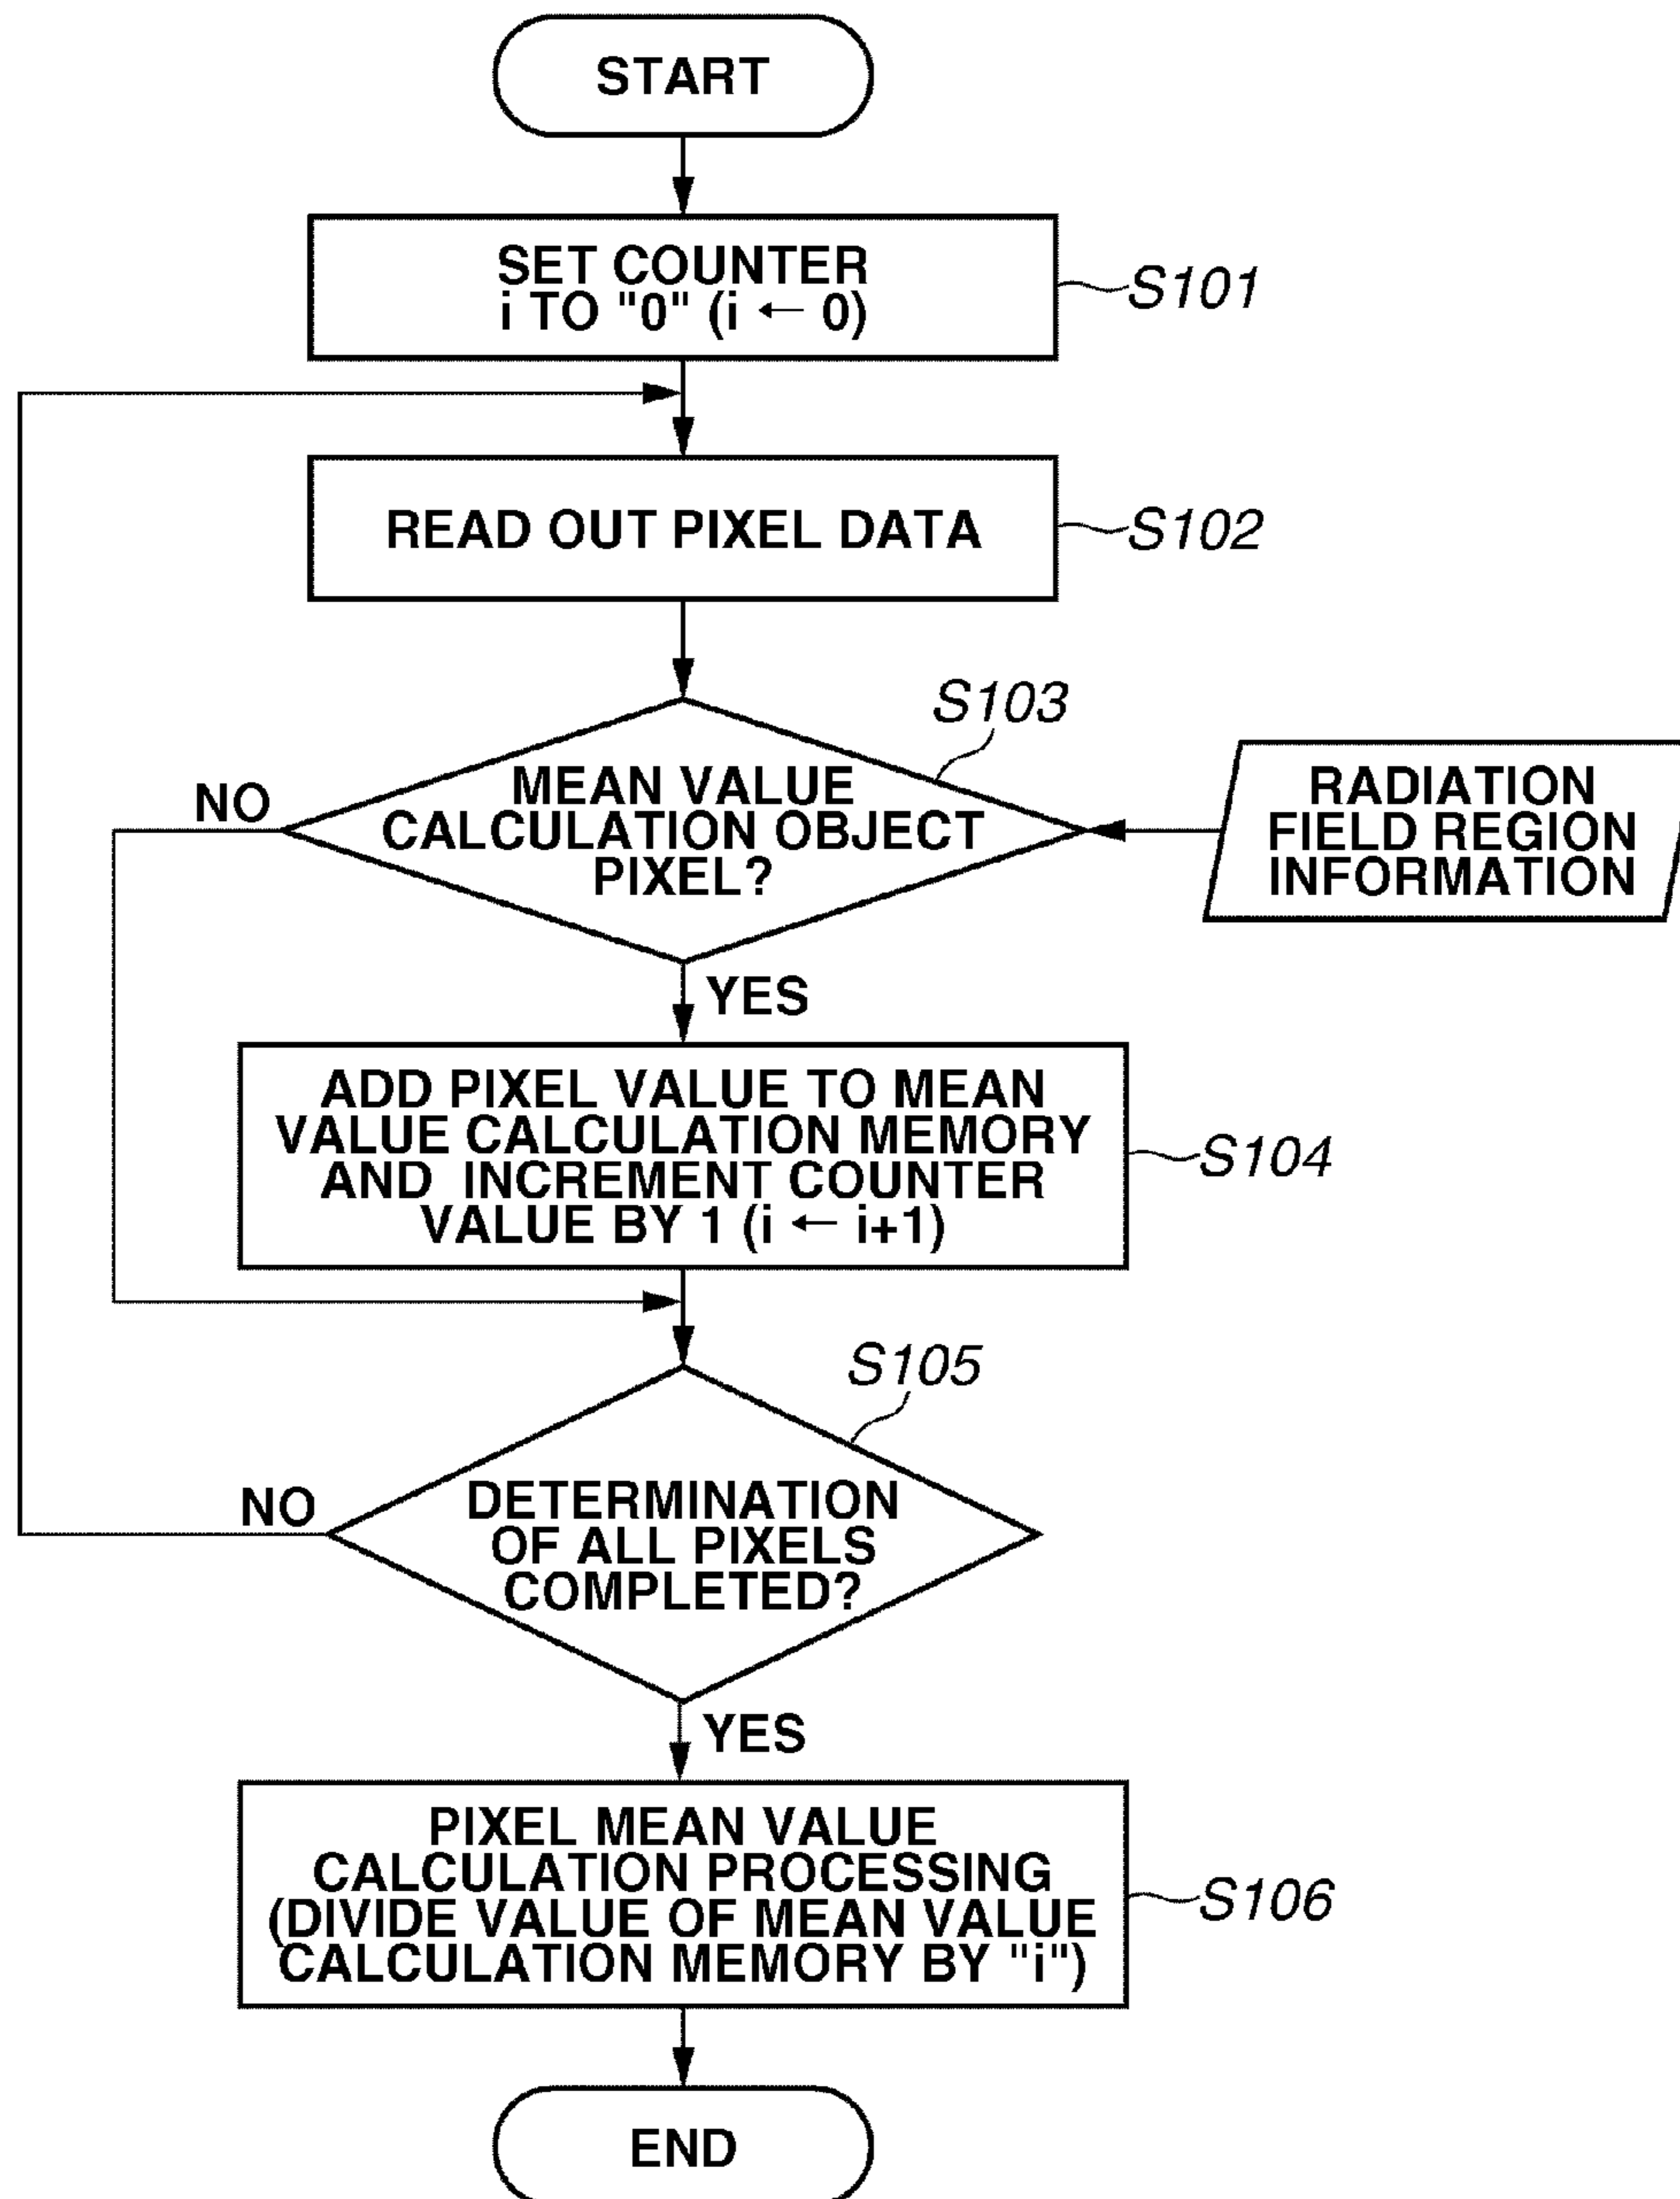 START
SET COUNTER
i TO "0" (i ← 0)
S101
READ OUT PIXEL DATA
S102
S103
NO
MEAN VALUE
CALCULATION OBJECT
PIXEL?
RADIATION
FIELD REGION
INFORMATION
YES
ADD PIXEL VALUE TO MEAN
VALUE CALCULATION MEMORY
AND INCREMENT COUNTER
VALUE BY 1 (i ← i+1)
S104
S105
NO
DETERMINATION
OF ALL PIXELS
COMPLETED?
YES
PIXEL MEAN VALUE
CALCULATION PROCESSING
(DIVIDE VALUE OF MEAN VALUE
CALCULATION MEMORY BY "i")
S106
END